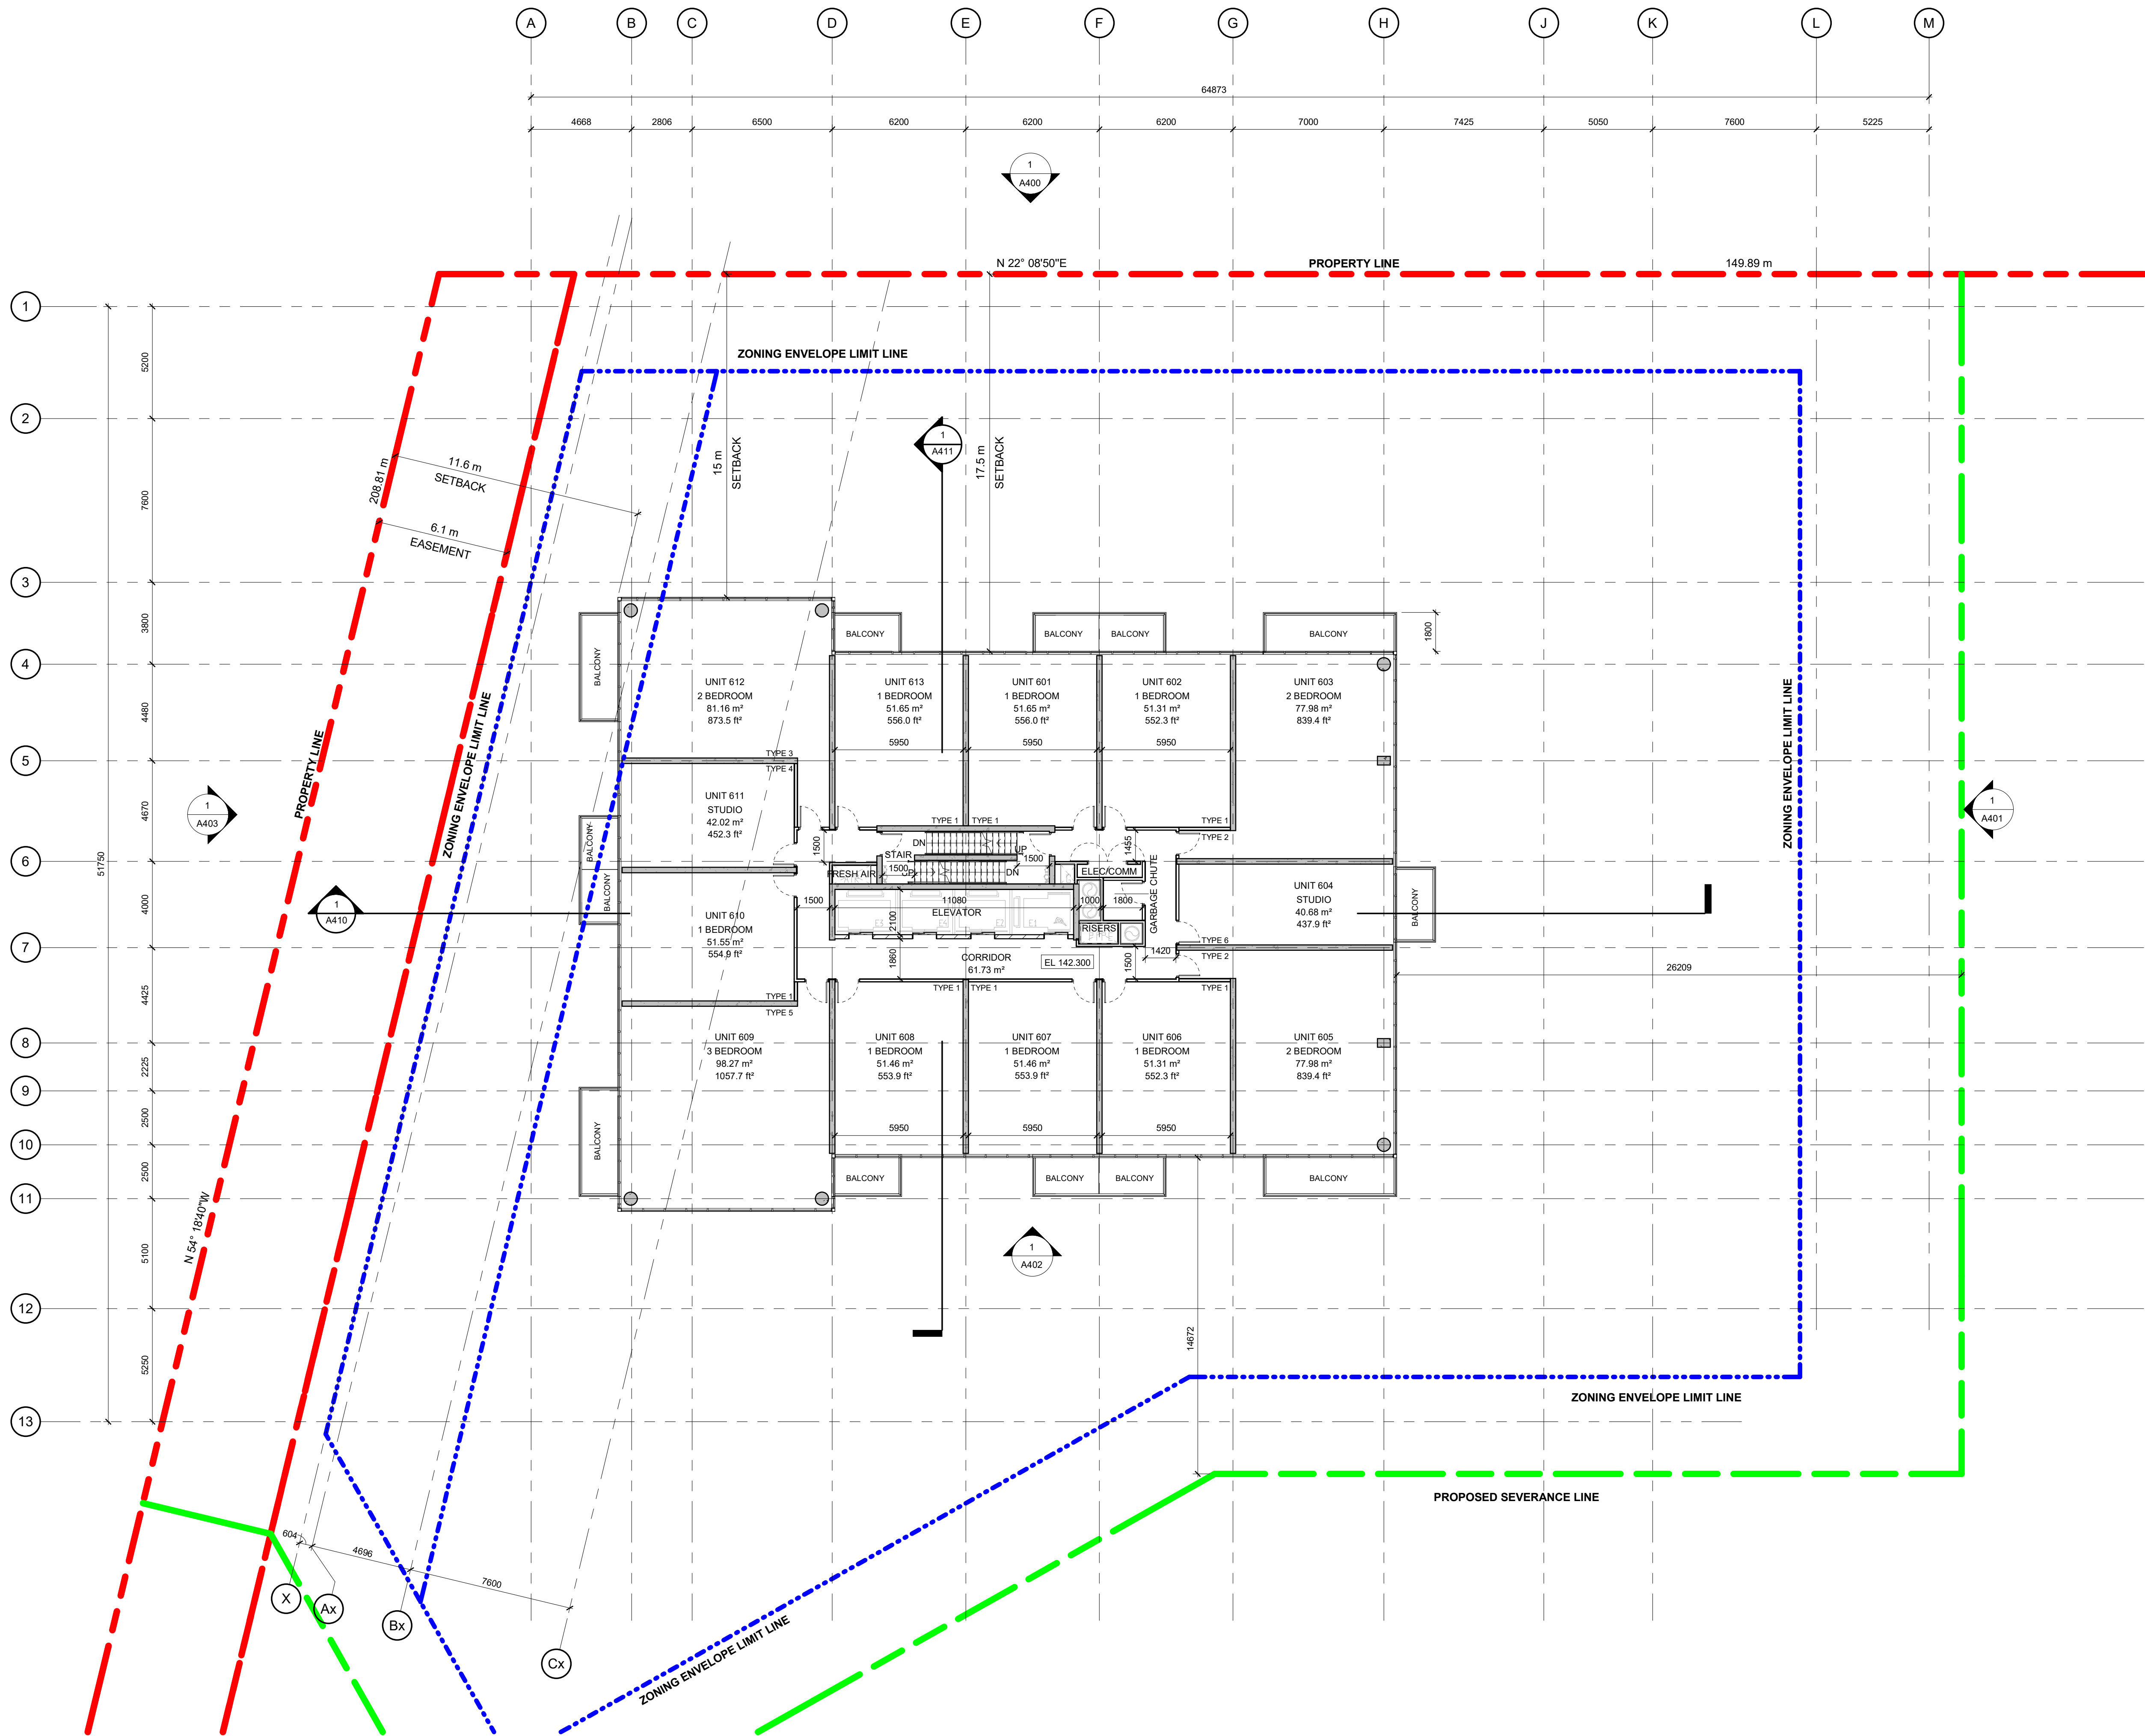 A B C D E F G H J K L M
64873
4668 2806 6500 6200 6200 6200 7000 7425 5050 7600 5225
1
A400
N 22° 08'50"E
PROPERTY LINE
149.89 m
1
2
3
4
5
6
7
8
9
10
11
12
13
51750
5200
7600
3800
4480
4670
4000
4425
2225
2500
2500
5100
5250
ZONING ENVELOPE LIMIT LINE
208.81 m
11.6 m
SETBACK
6.1 m
EASEMENT
15 m
SETBACK
1
A411
17.5 m
SETBACK
PROPERTY LINE
ZONING ENVELOPE LIMIT LINE
N 54° 18'40"W
1
A403
1
A410
BALCONY
BALCONY
BALCONY
BALCONY
BALCONY
BALCONY
BALCONY
BALCONY
1800
UNIT 612
2 BEDROOM
81.16 m²
873.5 ft²
UNIT 613
1 BEDROOM
51.65 m²
556.0 ft²
UNIT 601
1 BEDROOM
51.65 m²
556.0 ft²
UNIT 602
1 BEDROOM
51.31 m²
552.3 ft²
UNIT 603
2 BEDROOM
77.98 m²
839.4 ft²
5950
5950
5950
TYPE 3
TYPE 4
UNIT 611
STUDIO
42.02 m²
452.3 ft²
TYPE 1
TYPE 1
TYPE 1
TYPE 2
1500
DN
UP
STAIR
1500
1500
UP
DN
1455
FRESH AIR
ELEC/COMM
GARBAGE CHUTE
UNIT 604
STUDIO
40.68 m²
437.9 ft²
BALCONY
1500
11080
1000
1800
ELEVATOR
2100
RISERS
UNIT 610
1 BEDROOM
51.55 m²
554.9 ft²
1860
CORRIDOR
61.73 m²
EL 142.300
1500
1420
TYPE 6
TYPE 2
26209
TYPE 1
TYPE 5
TYPE 1
TYPE 1
TYPE 1
UNIT 609
3 BEDROOM
98.27 m²
1057.7 ft²
UNIT 608
1 BEDROOM
51.46 m²
553.9 ft²
UNIT 607
1 BEDROOM
51.46 m²
553.9 ft²
UNIT 606
1 BEDROOM
51.31 m²
552.3 ft²
UNIT 605
2 BEDROOM
77.98 m²
839.4 ft²
5950
5950
5950
BALCONY
BALCONY
BALCONY
BALCONY
1
A402
14672
ZONING ENVELOPE LIMIT LINE
1
A401
ZONING ENVELOPE LIMIT LINE
PROPOSED SEVERANCE LINE
ZONING ENVELOPE LIMIT LINE
604
4696
7600
X
Ax
Bx
Cx